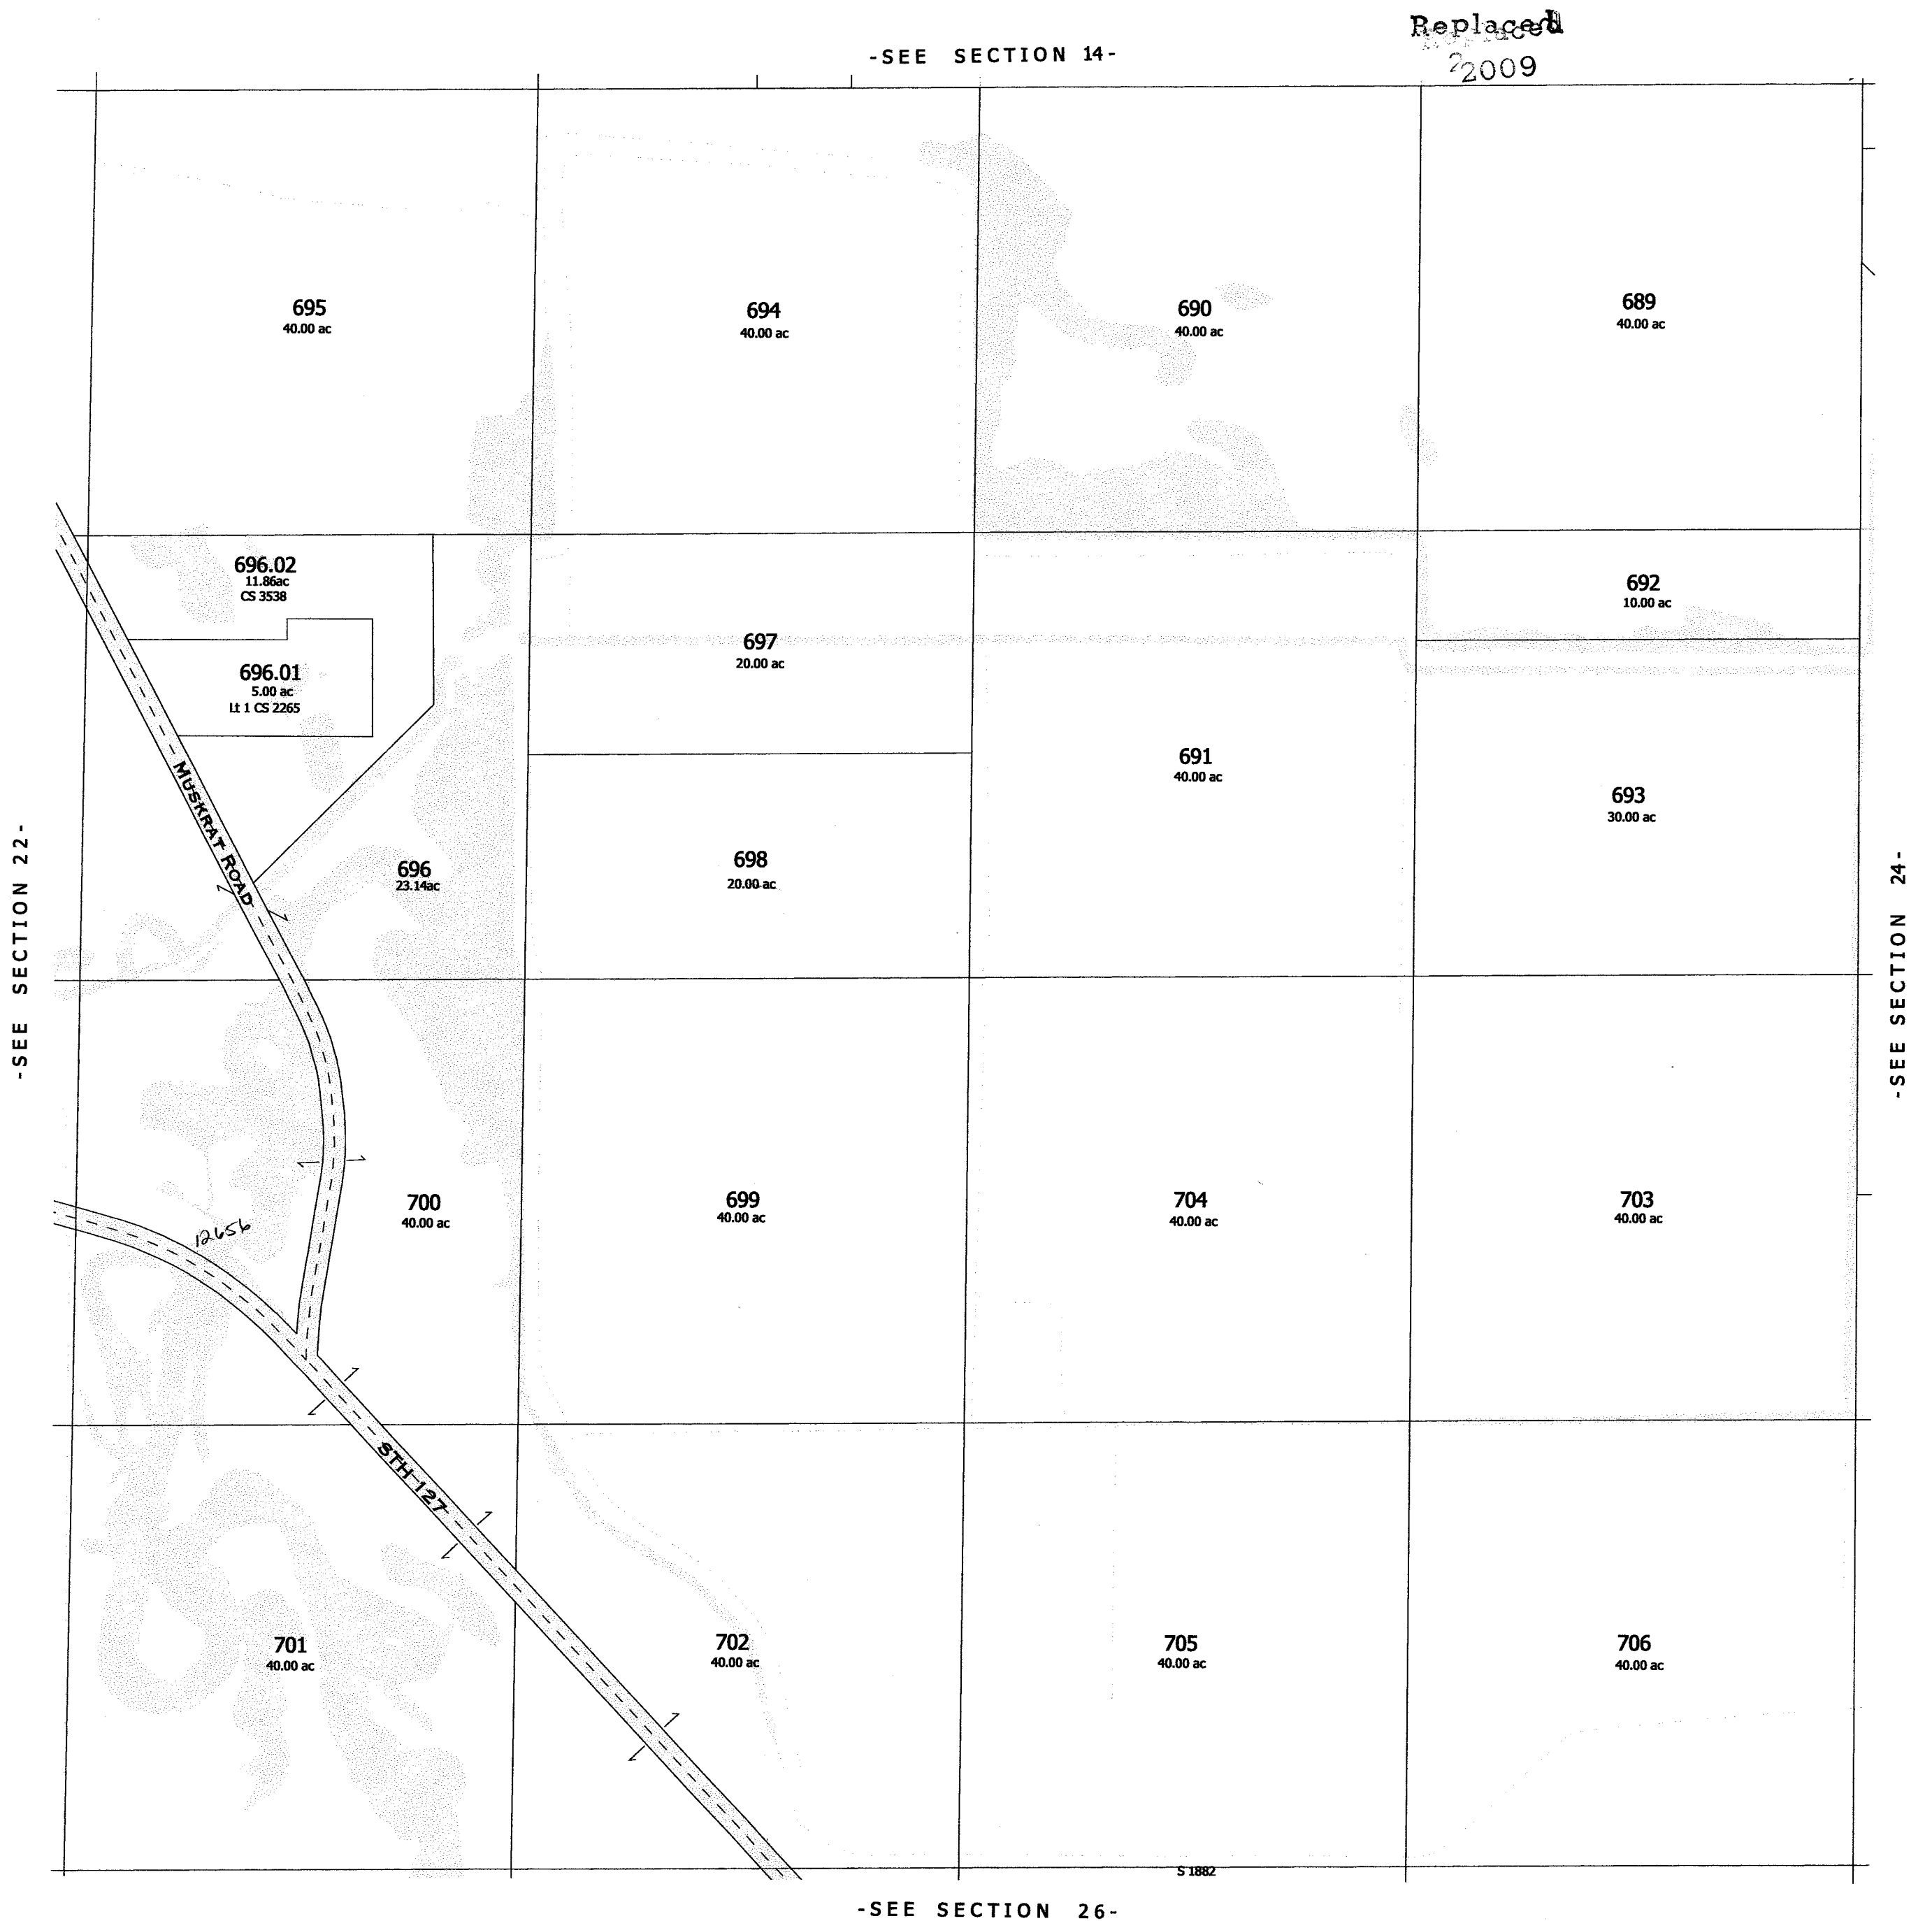 Replaced
2009
-SEE SECTION 14-
695
40.00 ac
694
40.00 ac
690
40.00 ac
689
40.00 ac
696.02
11.86ac
CS 3538
692
10.00 ac
697
20.00 ac
696.01
5.00 ac
Lt 1 CS 2265
691
40.00 ac
693
30.00 ac
MUSKRAT ROAD
696
23.14ac
698
20.00 ac
-SEE SECTION 22-
-SEE SECTION 24-
700
40.00 ac
699
40.00 ac
704
40.00 ac
703
40.00 ac
12656
STH 127
701
40.00 ac
702
40.00 ac
705
40.00 ac
706
40.00 ac
S 1882
-SEE SECTION 26-